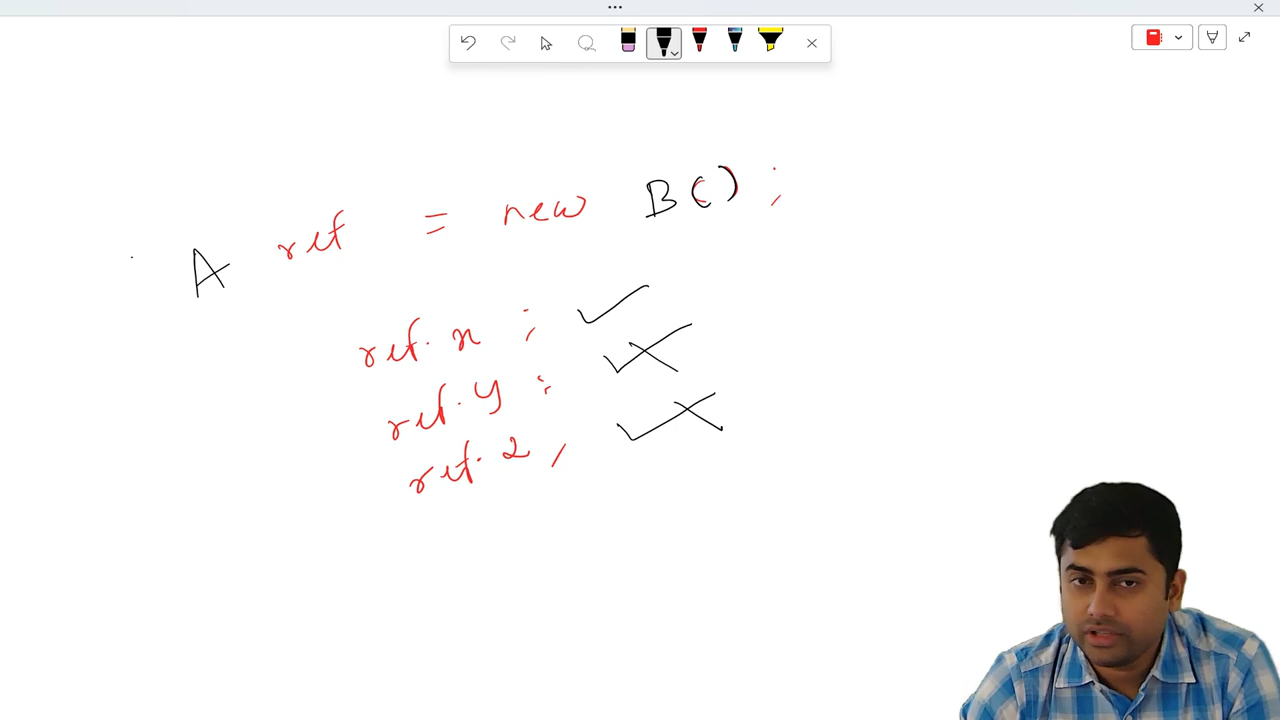 A ref = new B();
ref.x ;
ref.y ;
ref.z ;